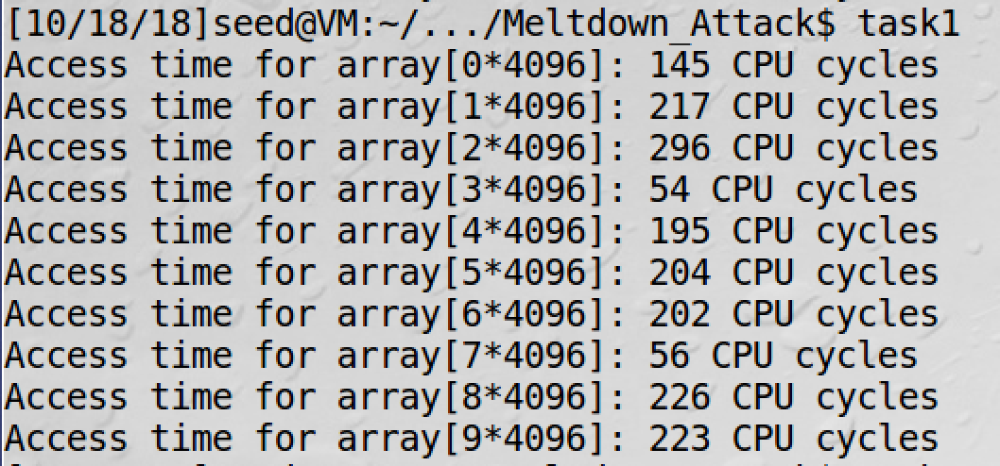 [10/18/18]seed@VM:~/.../Meltdown_Attack$ task1
Access time for array[0*4096]: 145 CPU cycles
Access time for array[1*4096]: 217 CPU cycles
Access time for array[2*4096]: 296 CPU cycles
Access time for array[3*4096]: 54 CPU cycles
Access time for array[4*4096]: 195 CPU cycles
Access time for array[5*4096]: 204 CPU cycles
Access time for array[6*4096]: 202 CPU cycles
Access time for array[7*4096]: 56 CPU cycles
Access time for array[8*4096]: 226 CPU cycles
Access time for array[9*4096]: 223 CPU cycles